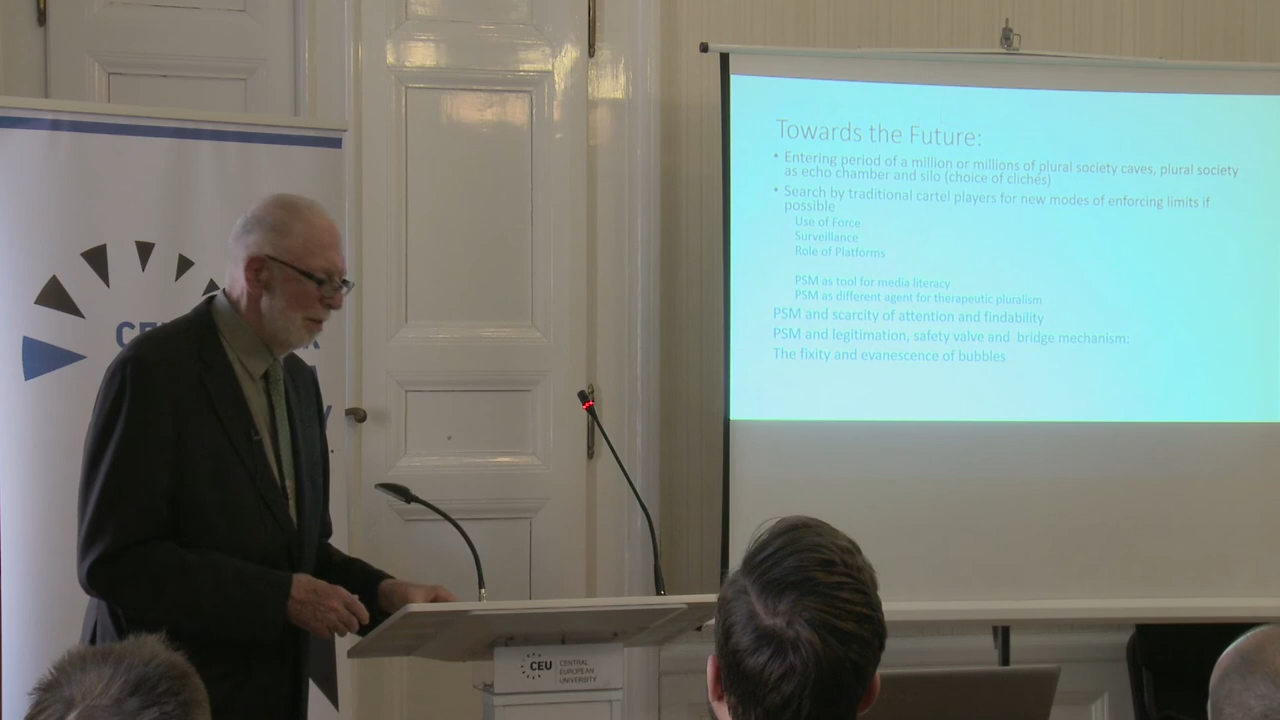 Towards the Future:
• Entering period of a million or millions of plural society caves, plural society
as echo chamber and silo (choice of clichés)
• Search by traditional cartel players for new modes of enforcing limits if
possible
Use of Force
Surveillance
Role of Platforms
PSM as tool for media literacy
PSM as different agent for therapeutic pluralism
PSM and scarcity of attention and findability
PSM and legitimation, safety valve and bridge mechanism:
The fixity and evanescence of bubbles
CEU
CENTRAL
EUROPEAN
UNIVERSITY